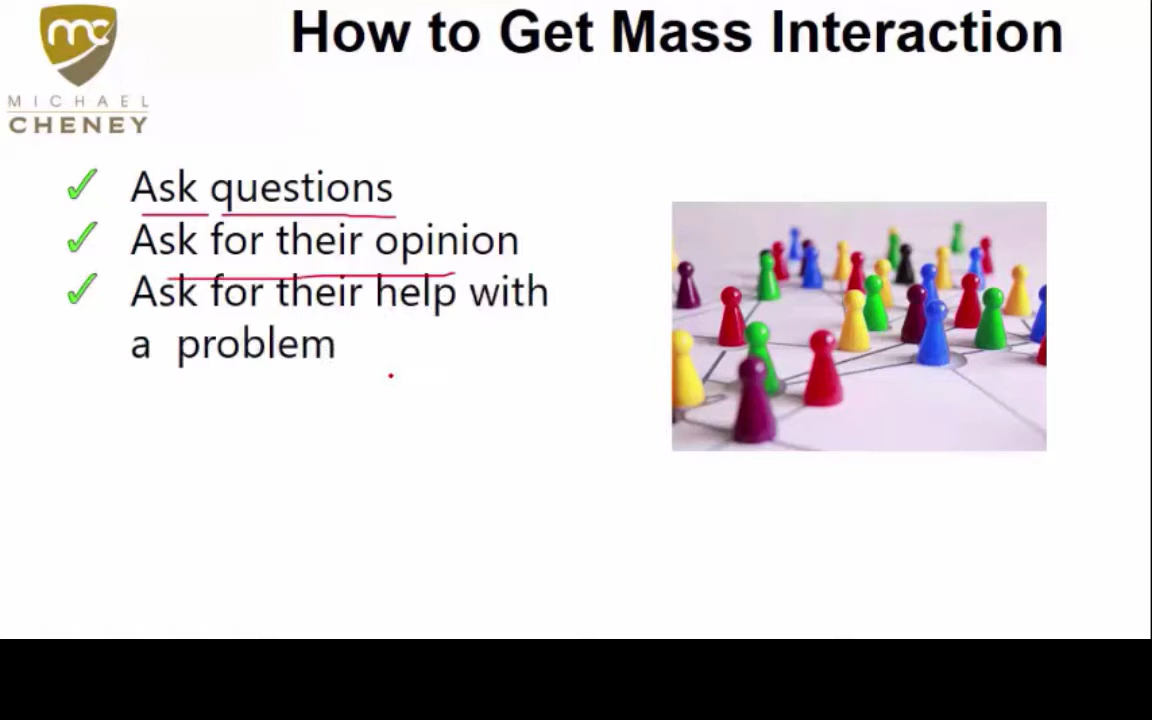 How to Get Mass Interaction
mc
MICHAEL
CHENEY
✓ Ask questions
✓ Ask for their opinion
✓ Ask for their help with
a problem